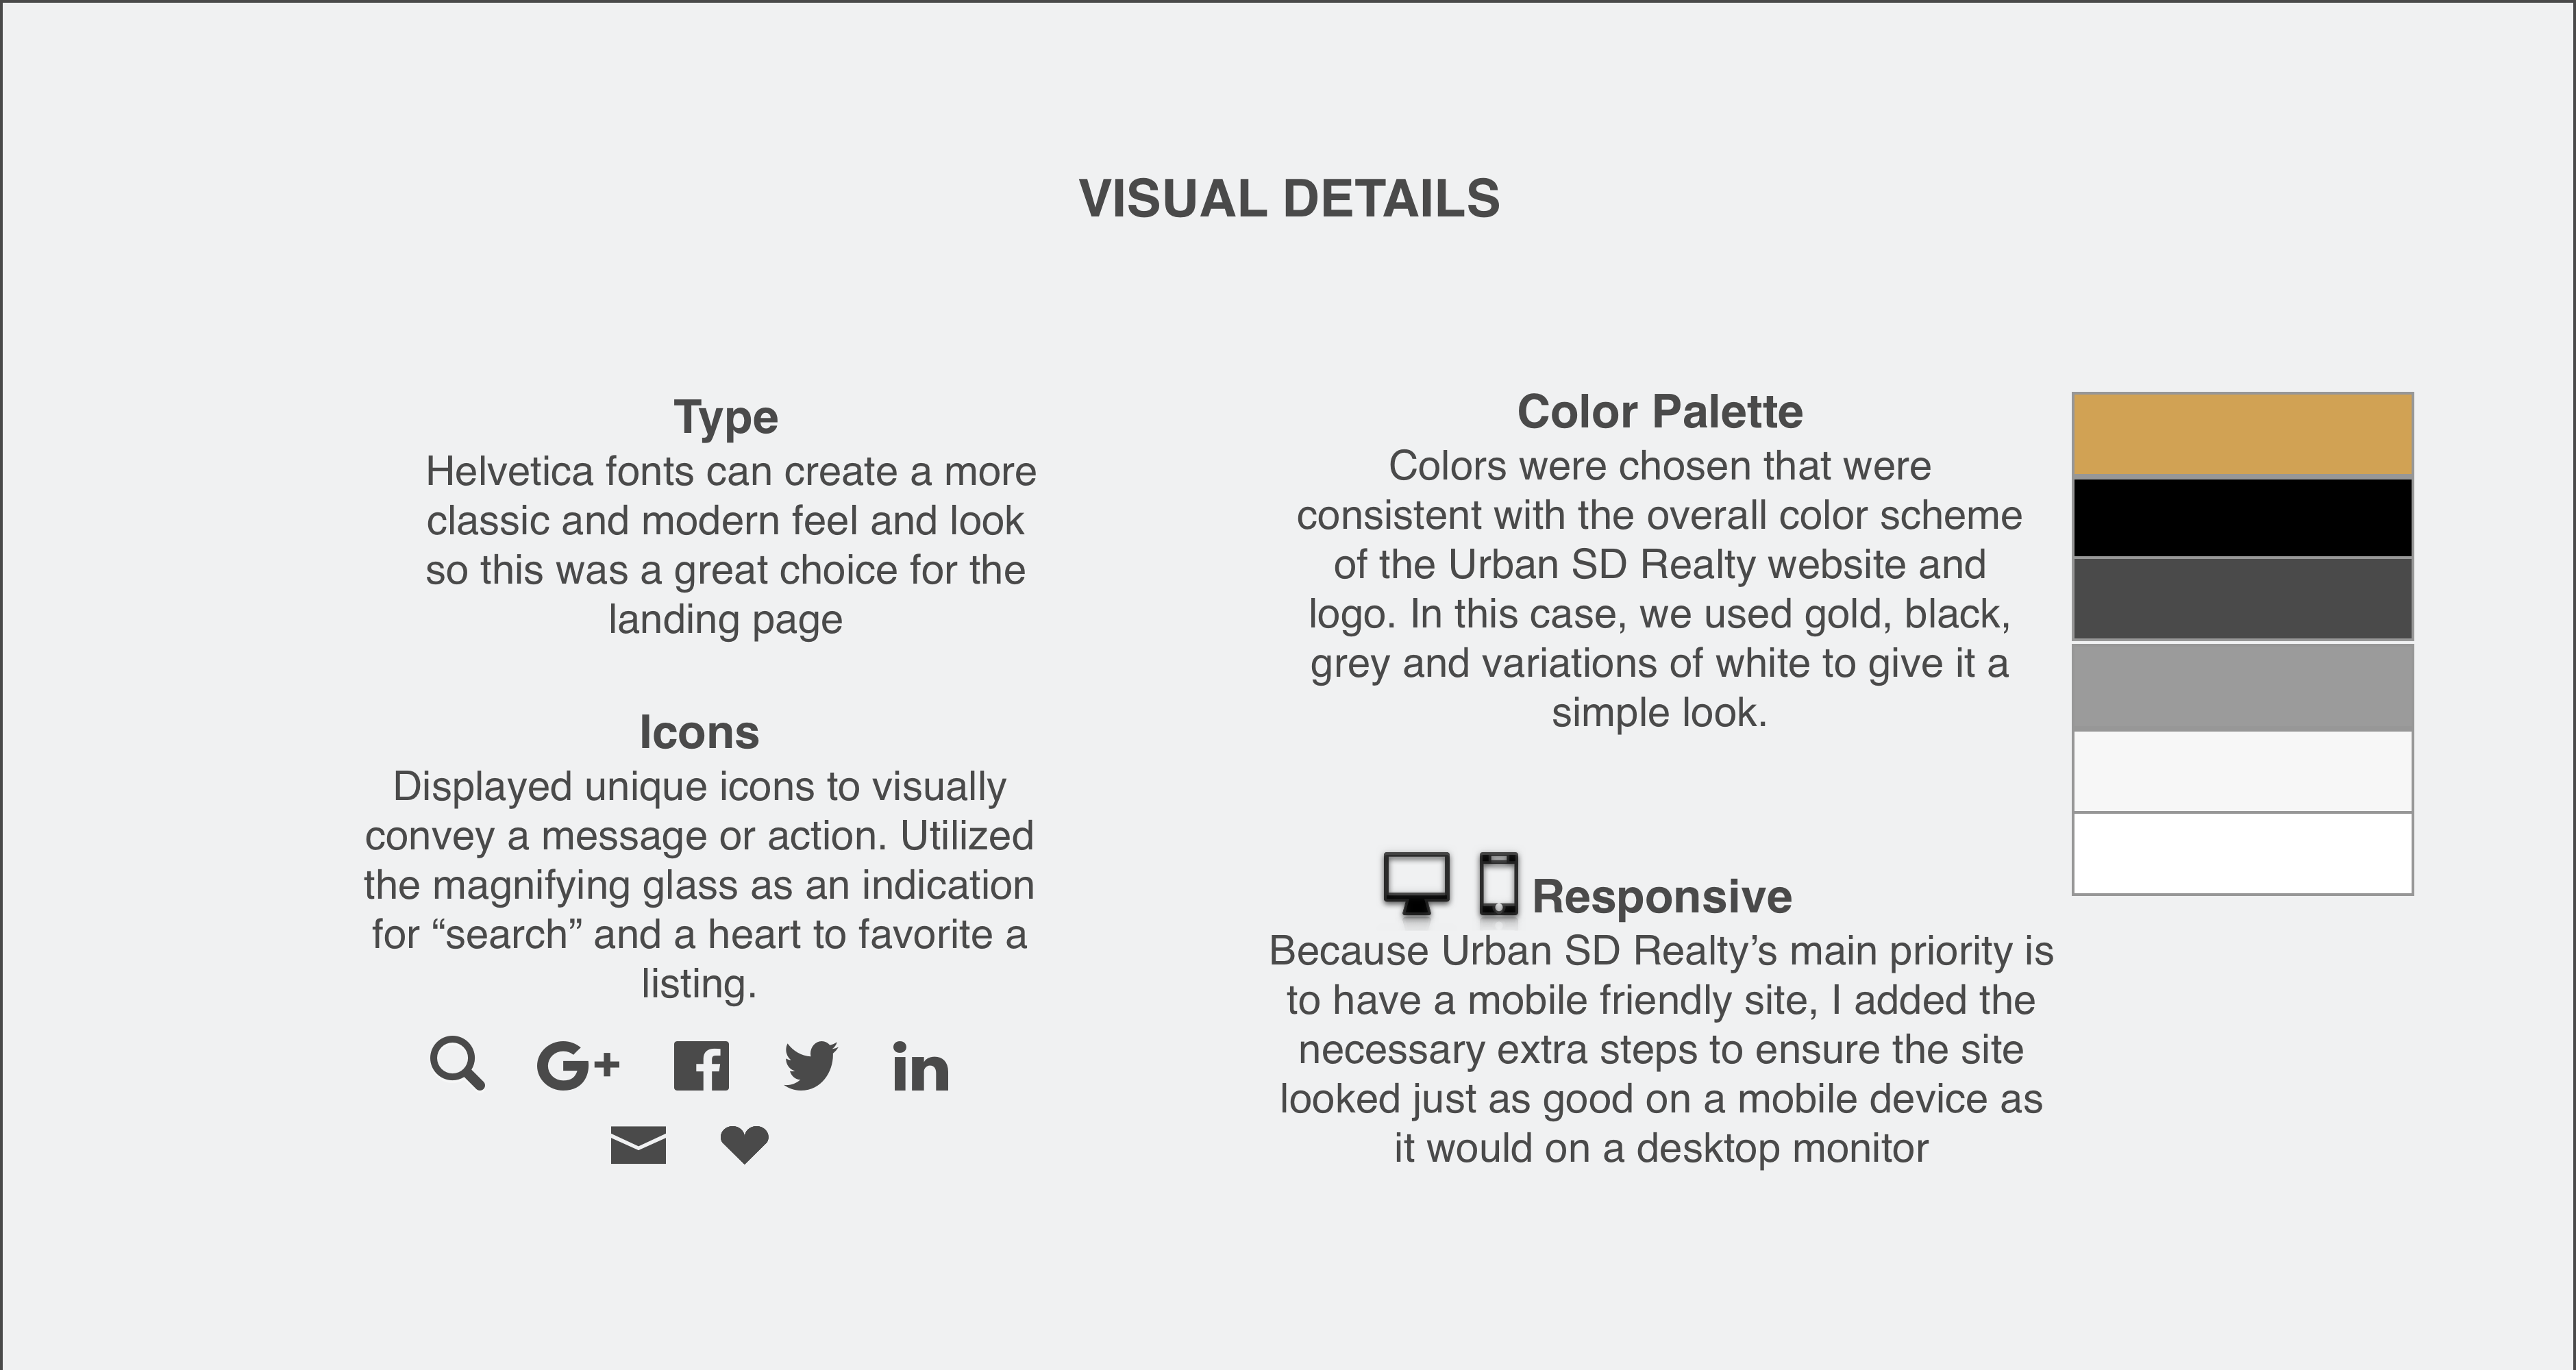 VISUAL DETAILS
Type
Helvetica fonts can create a more
classic and modern feel and look
so this was a great choice for the
landing page
Icons
Displayed unique icons to visually
convey a message or action. Utilized
the magnifying glass as an indication
for “search” and a heart to favorite a
listing.
G+ f in
Color Palette
Colors were chosen that were
consistent with the overall color scheme
of the Urban SD Realty website and
logo. In this case, we used gold, black,
grey and variations of white to give it a
simple look.
Responsive
Because Urban SD Realty’s main priority is
to have a mobile friendly site, I added the
necessary extra steps to ensure the site
looked just as good on a mobile device as
it would on a desktop monitor